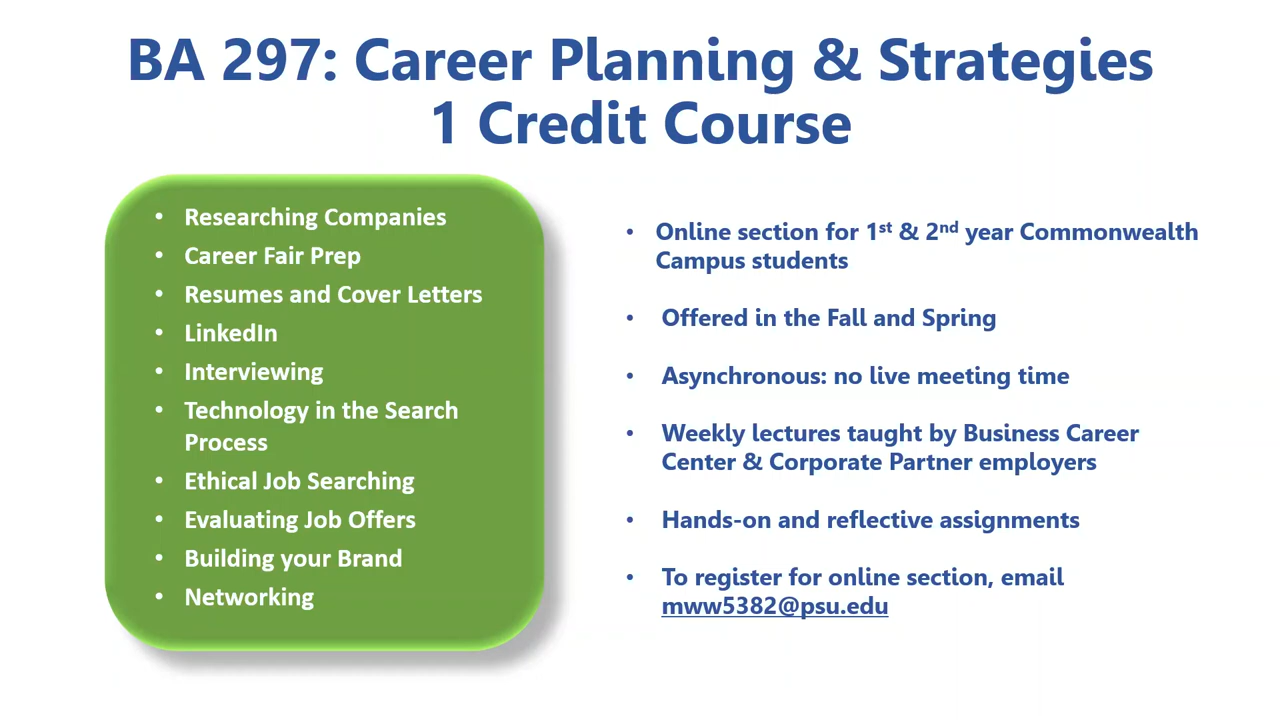 BA 297: Career Planning & Strategies
1 Credit Course
• Researching Companies
• Career Fair Prep
• Resumes and Cover Letters
• LinkedIn
• Interviewing
• Technology in the Search
Process
• Ethical Job Searching
• Evaluating Job Offers
• Building your Brand
• Networking
• Online section for 1st & 2nd year Commonwealth
Campus students
• Offered in the Fall and Spring
• Asynchronous: no live meeting time
• Weekly lectures taught by Business Career
Center & Corporate Partner employers
• Hands-on and reflective assignments
• To register for online section, email
mww5382@psu.edu